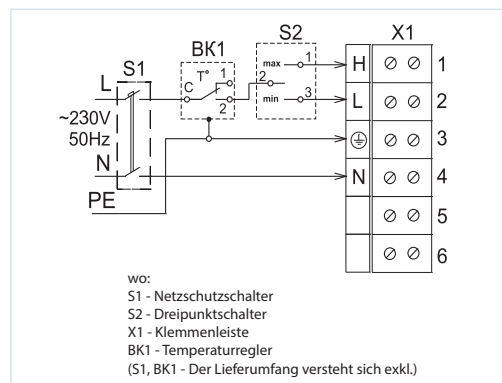 S2
X1
BK1
S1
T°
1
C
2
max
1
2
min
3
H
1
L
2
3
N
4
5
6
L
~230V
50Hz
N
PE
wo:
S1 - Netzschutzschalter
S2 - Dreipunktschalter
X1 - Klemmenleiste
BK1 - Temperaturregler
(S1, BK1 - Der Lieferumfang versteht sich exkl.)